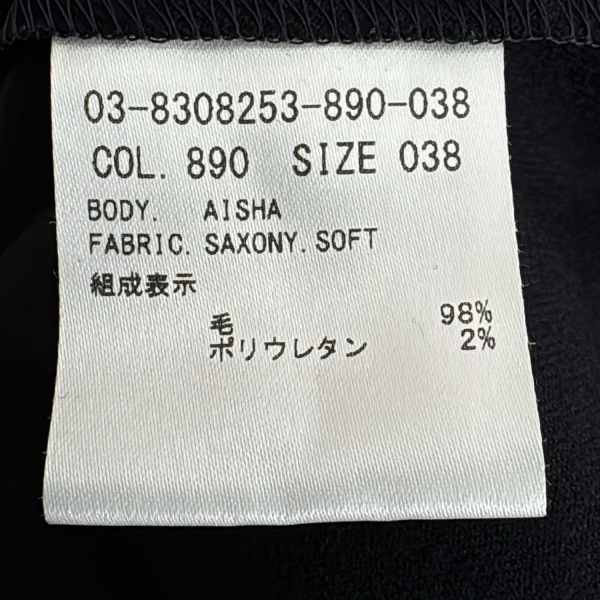 03-8308253-890-038
COL. 890 SIZE 038
BODY. AISHA
FABRIC. SAXONY. SOFT
組成表示
毛 98%
ポリウレタン 2%